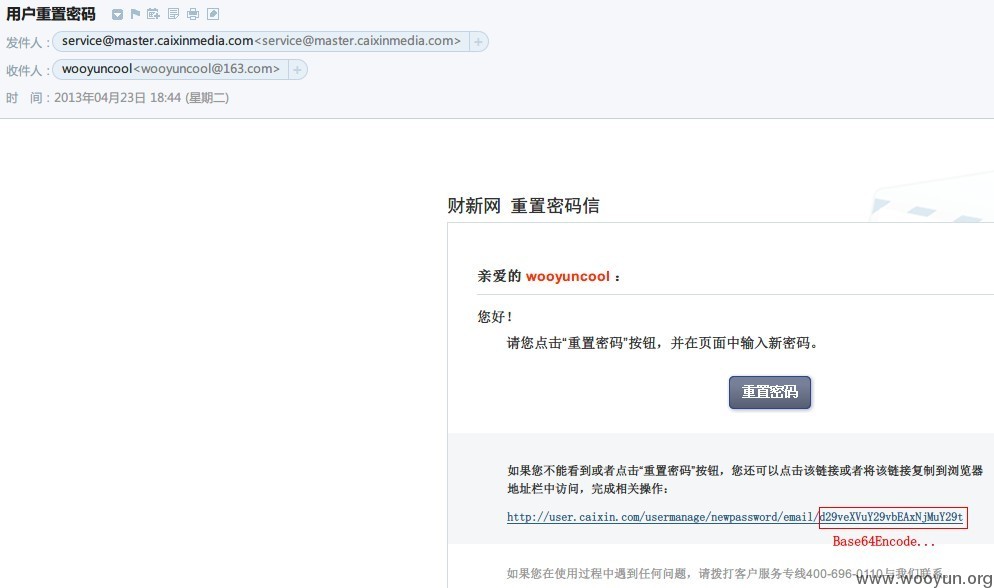 用户重置密码
发件人：service@master.caixinmedia.com<service@master.caixinmedia.com> +
收件人：wooyuncool<wooyuncool@163.com> +
时 间：2013年04月23日 18:44 (星期二)
财新网 重置密码信
亲爱的 wooyuncool ：
您好！
请您点击“重置密码”按钮，并在页面中输入新密码。
重置密码
如果您不能看到或者点击“重置密码”按钮，您还可以点击该链接或者将该链接复制到浏览器
地址栏中访问，完成相关操作：
http://user.caixin.com/usermanage/newpassword/email/d29veXVuY29vbEAxNjMuY29t
Base64Encode...
如果您在使用过程中遇到任何问题，请拨打客户服务专线400-696-0110与我们联系。
www.wooyun.org